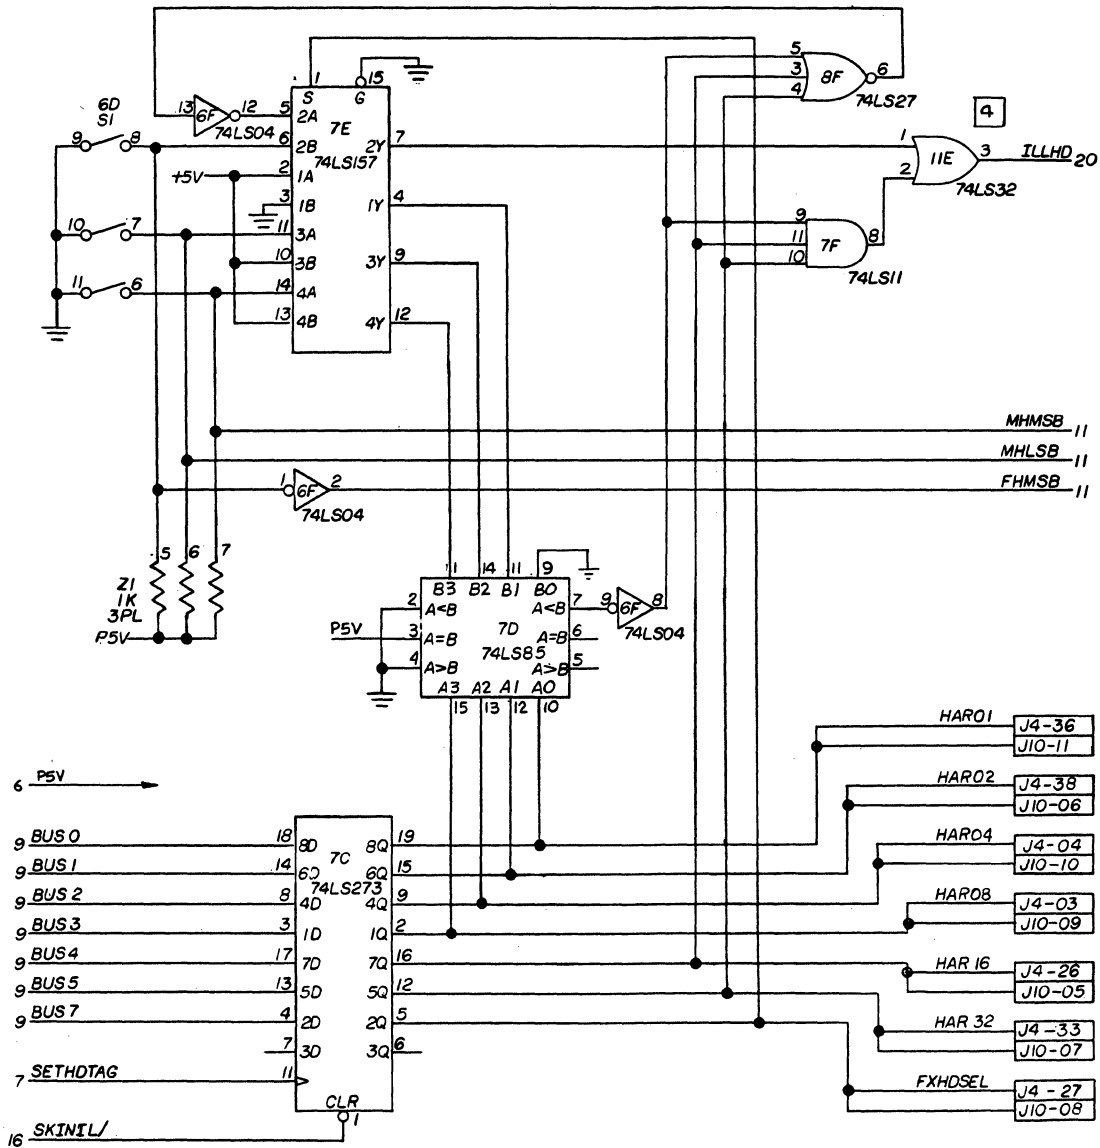 5
3 8F 6
4
74LS27
4
1 15
S G
13 6F 12 5 2A
74LS04
7E
74LS157
6D
S1
9 8 6 2B 2Y 7
+5V 2 1A
3 1B 1Y 4
10 7 11 3A
10 3B 3Y 9
11 6 14 4A
13 4B 4Y 12
1
2 11E 3 ILLHD 20
74LS32
9
11 7F 8
10
74LS11
MHMSB 11
MHLSB 11
1 6F 2 FHMSB 11
74LS04
5 6 7
Z1
1K
3PL
P5V
1 14 11 9
B3 B2 B1 B0
2 A<B A<B 7 9 6F 8
74LS04
P5V 3 A=B 7D A=B 6
74LS85
4 A>B A>B 5
A3 A2 A1 A0
15 13 12 10
HAR01 J4-36
J10-11
6 P5V
HAR02 J4-38
J10-06
HAR04 J4-04
J10-10
HAR08 J4-03
J10-09
HAR16 J4-26
J10-05
HAR 32 J4-33
J10-07
FXHDSEL J4-27
J10-08
7C
74LS273
9 BUS 0 18 8D 8Q 19
9 BUS 1 14 6D 6Q 15
9 BUS 2 8 4D 4Q 9
9 BUS 3 3 1D 1Q 2
9 BUS 4 17 7D 7Q 16
9 BUS 5 13 5D 5Q 12
9 BUS 7 4 2D 2Q 5
7 3D 3Q 6
7 SETHDTAG 11
CLR
1
16 SKINIL/